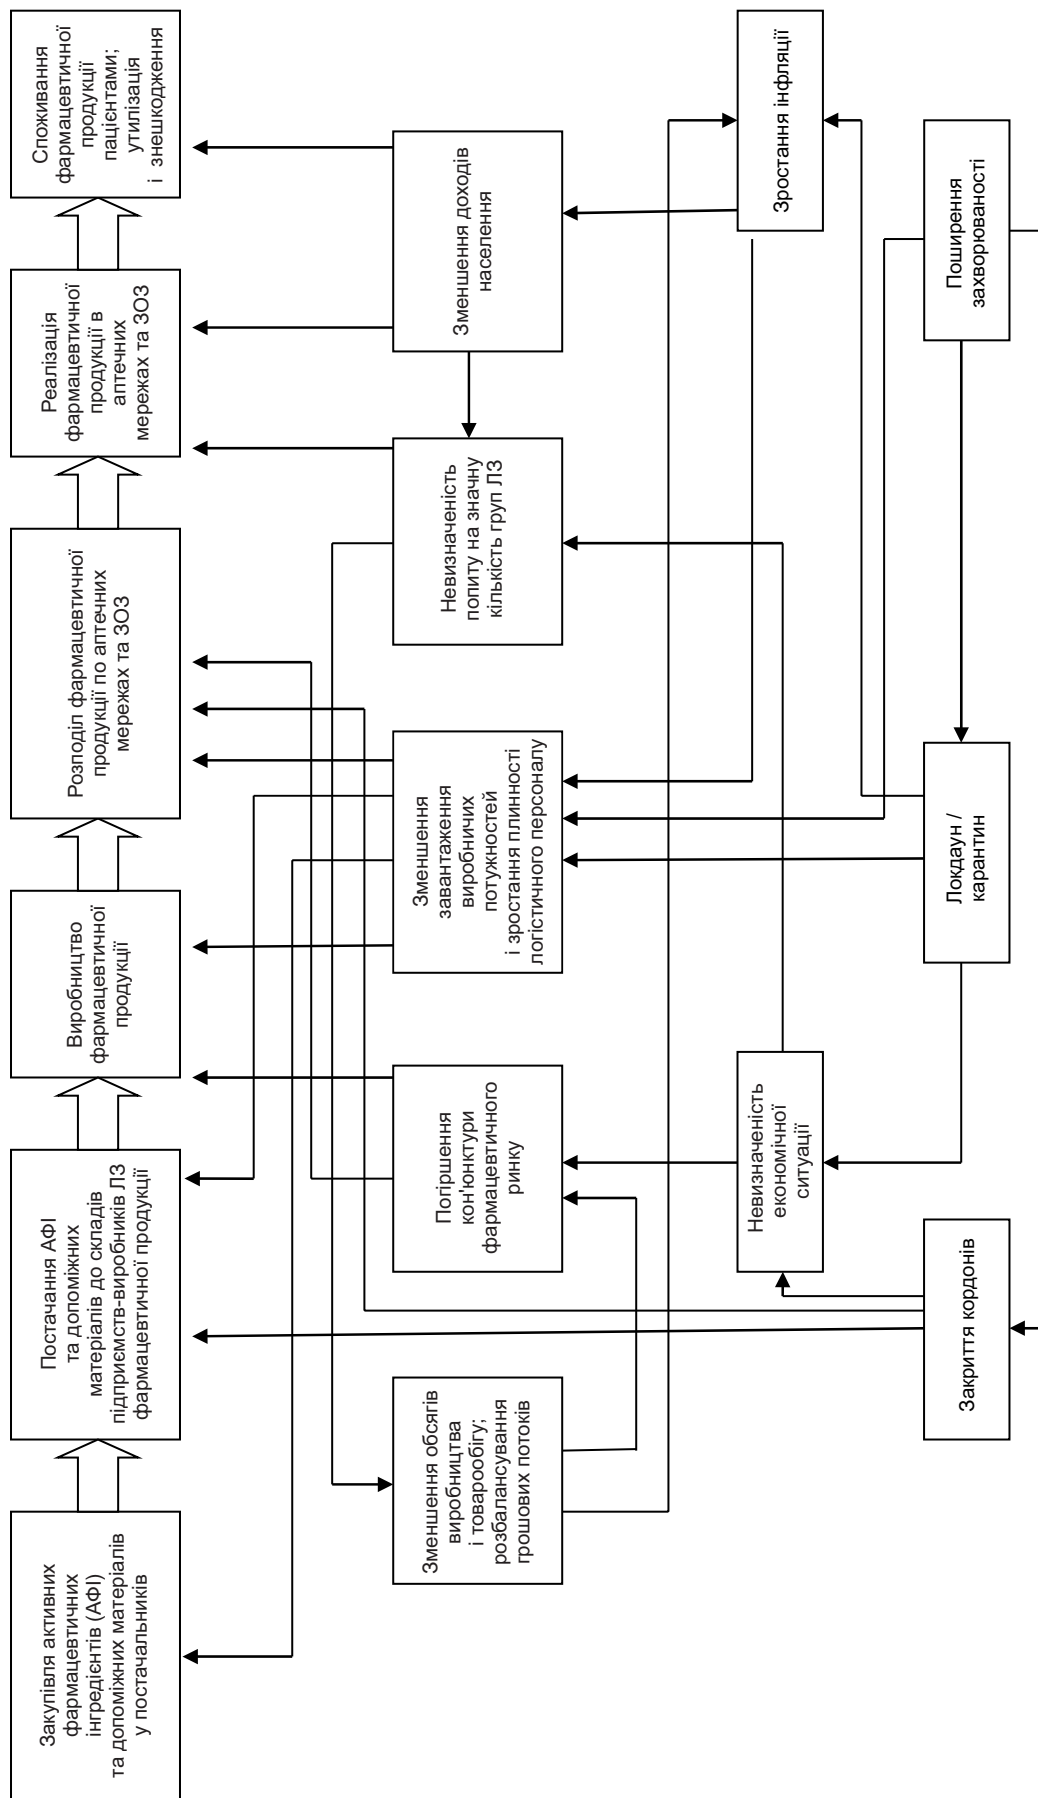 Закупівля активних
фармацевтичних
інгредієнтів (АФІ)
та допоміжних матеріалів
у постачальників
Постачання АФІ
та допоміжних
матеріалів до складів
підприємств-виробників ЛЗ
фармацевтичної продукції
Виробництво
фармацевтичної
продукції
Розподіл фармацевтичної
продукції по аптечних
мережах та ЗОЗ
Реалізація
фармацевтичної
продукції в
аптечних
мережах та ЗОЗ
Споживання
фармацевтичної
продукції
пацієнтами;
утилізація
і знешкодження
Зменшення обсягів
виробництва
і товарообігу;
розбалансування
грошових потоків
Погіршення
кон'юнктури
фармацевтичного
ринку
Зменшення
завантаження
виробничих
потужностей
і зростання плинності
логістичного персоналу
Невизначеність
попиту на значну
кількість груп ЛЗ
Зменшення доходів
населення
Невизначеність
економічної
ситуації
Зростання інфляції
Закриття кордонів
Локдаун /
карантин
Поширення
захворюваності